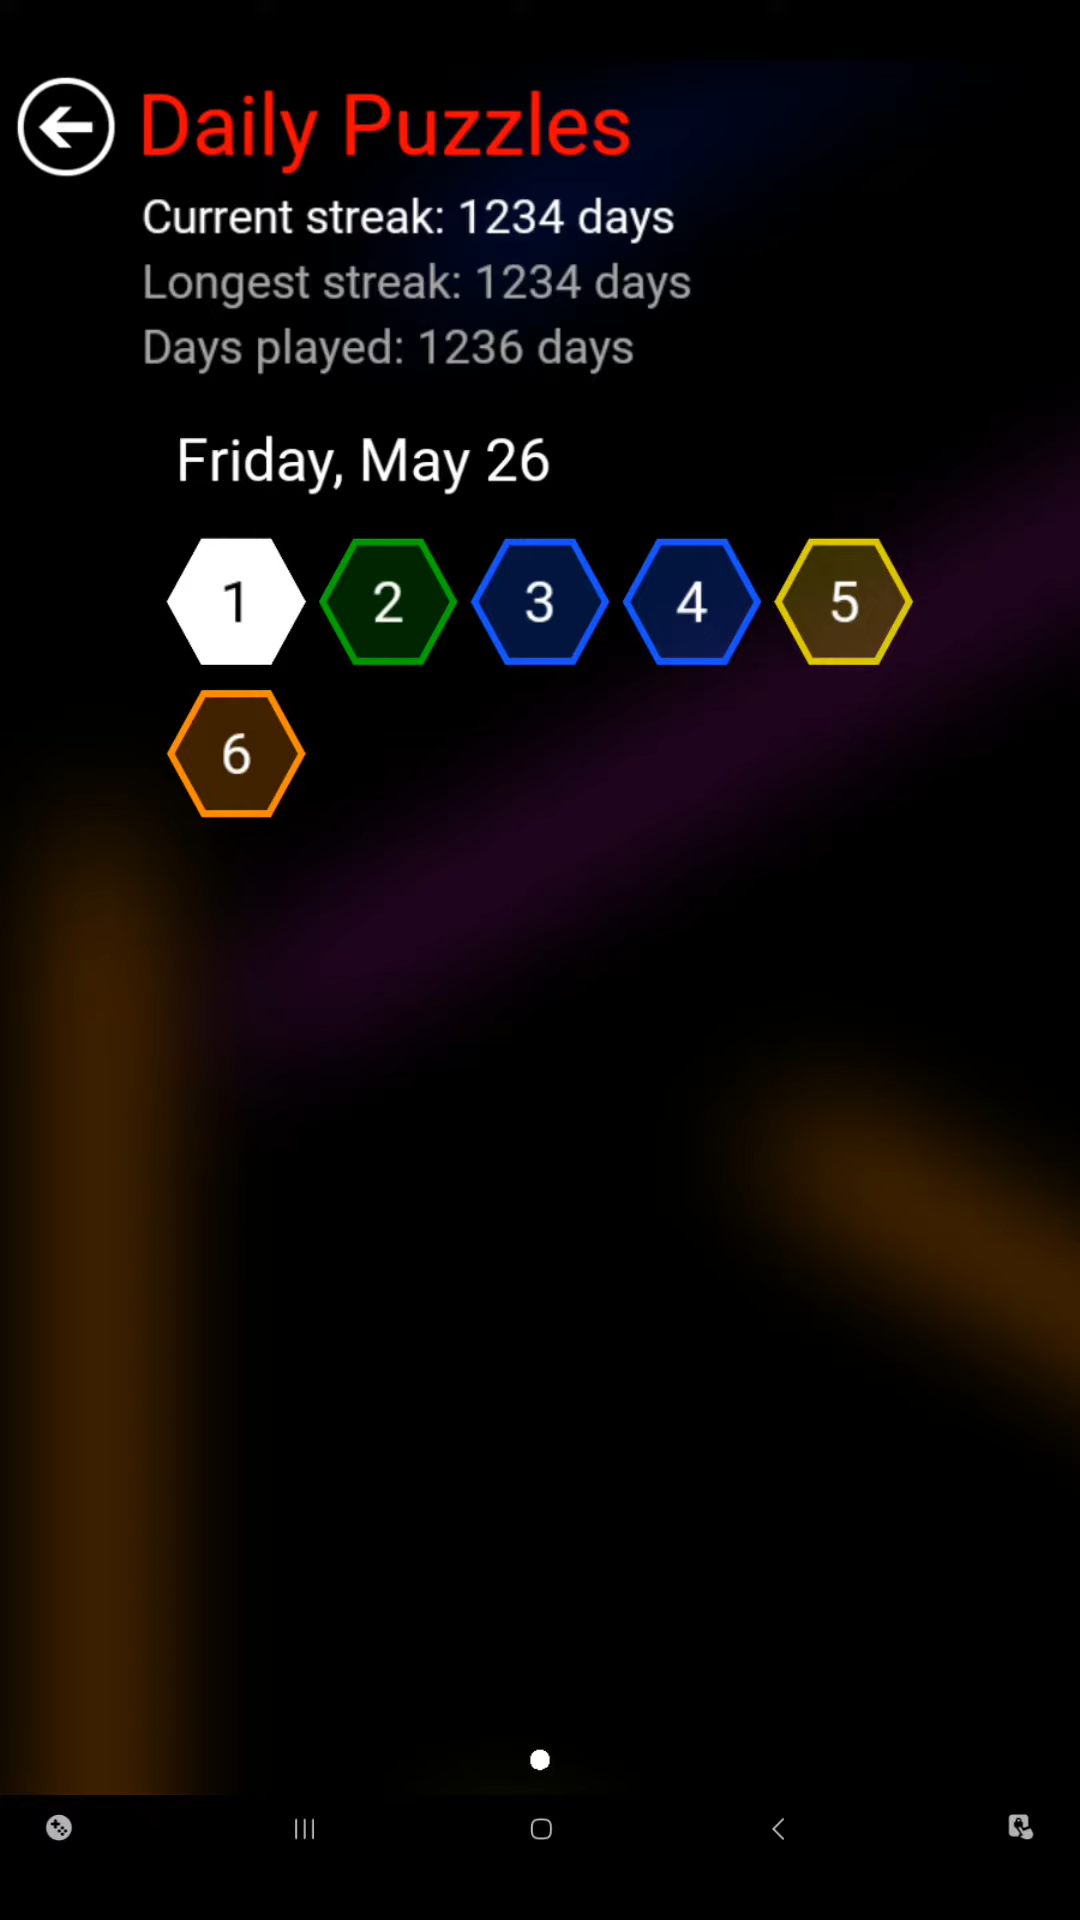 Daily Puzzles
Current streak: 1234 days
Longest streak: 1234 days
Days played: 1236 days
Friday, May 26
1 2 3 4 5
6